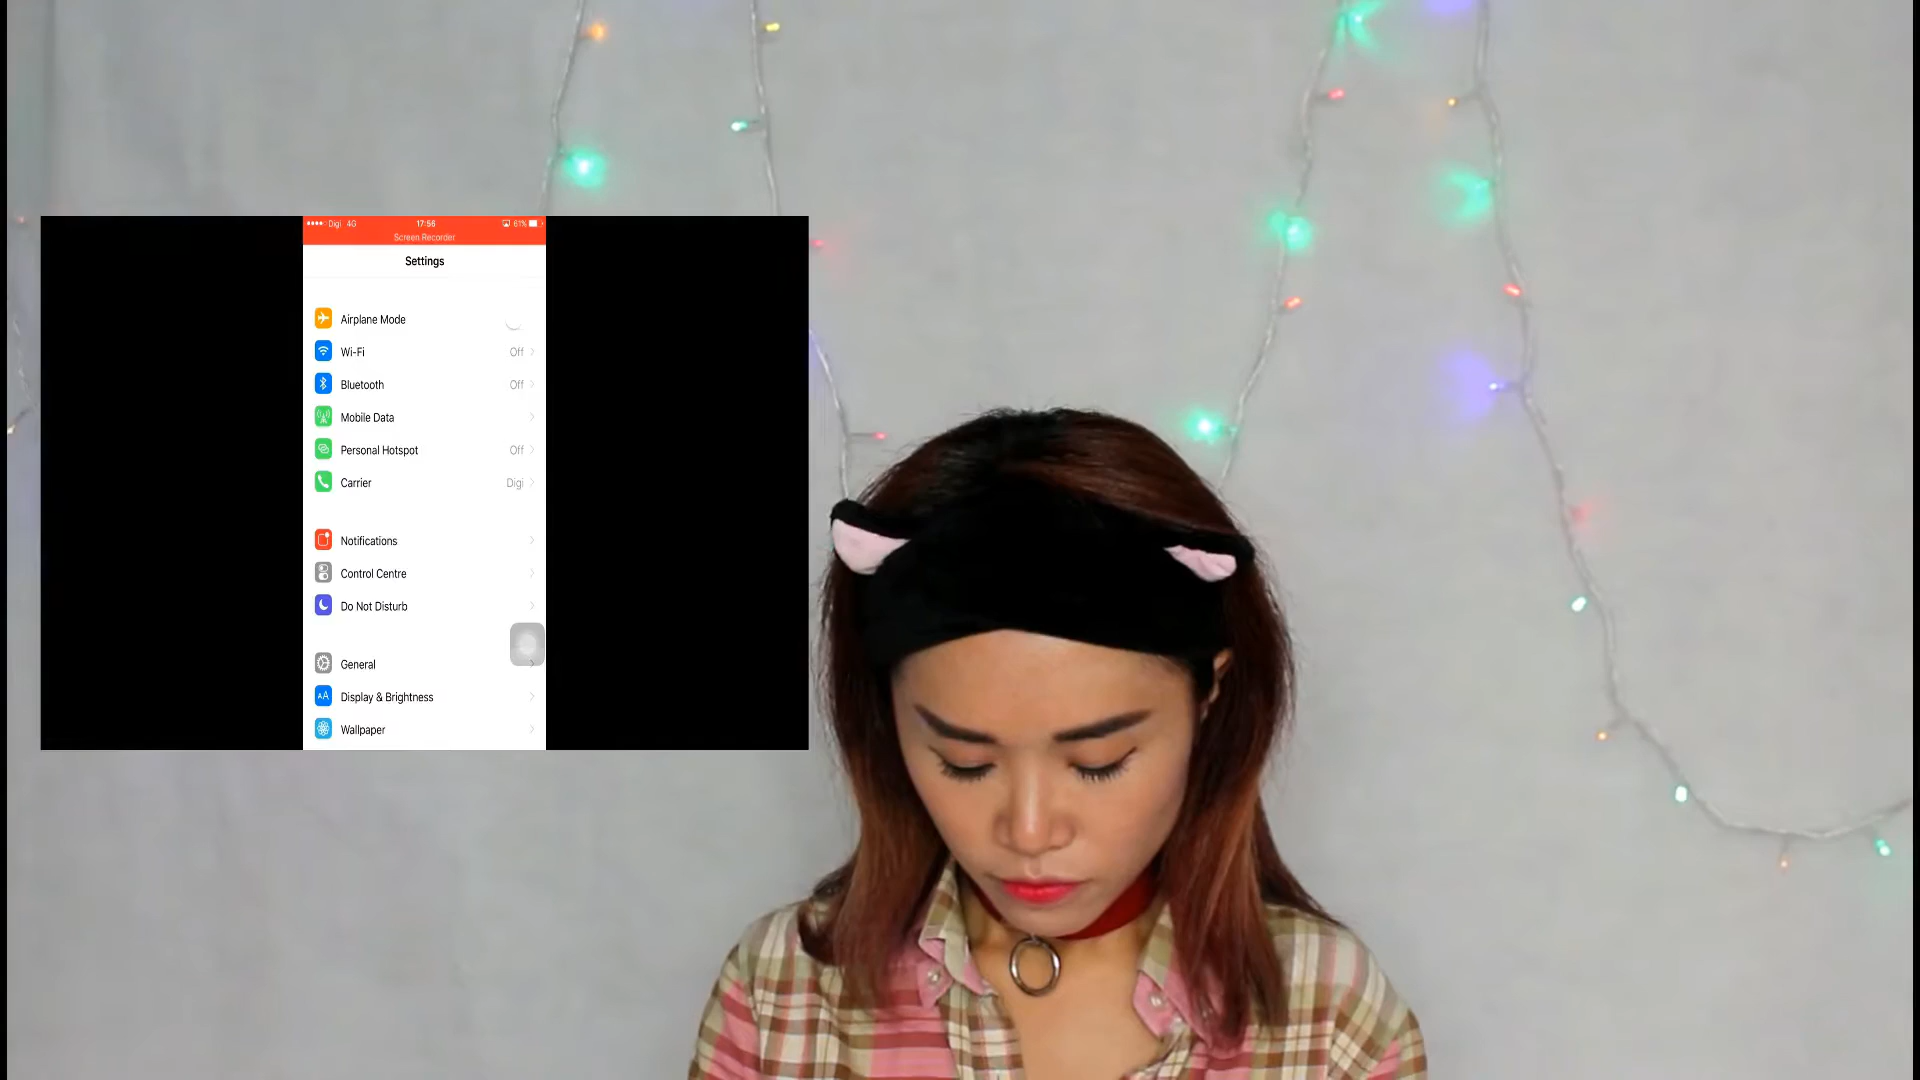 Digi 4G 17:56 61%
Screen Recorder
Settings
Airplane Mode
Wi-Fi Off
Bluetooth Off
Mobile Data
Personal Hotspot Off
Carrier Digi
Notifications
Control Centre
Do Not Disturb
General
AA Display & Brightness
Wallpaper